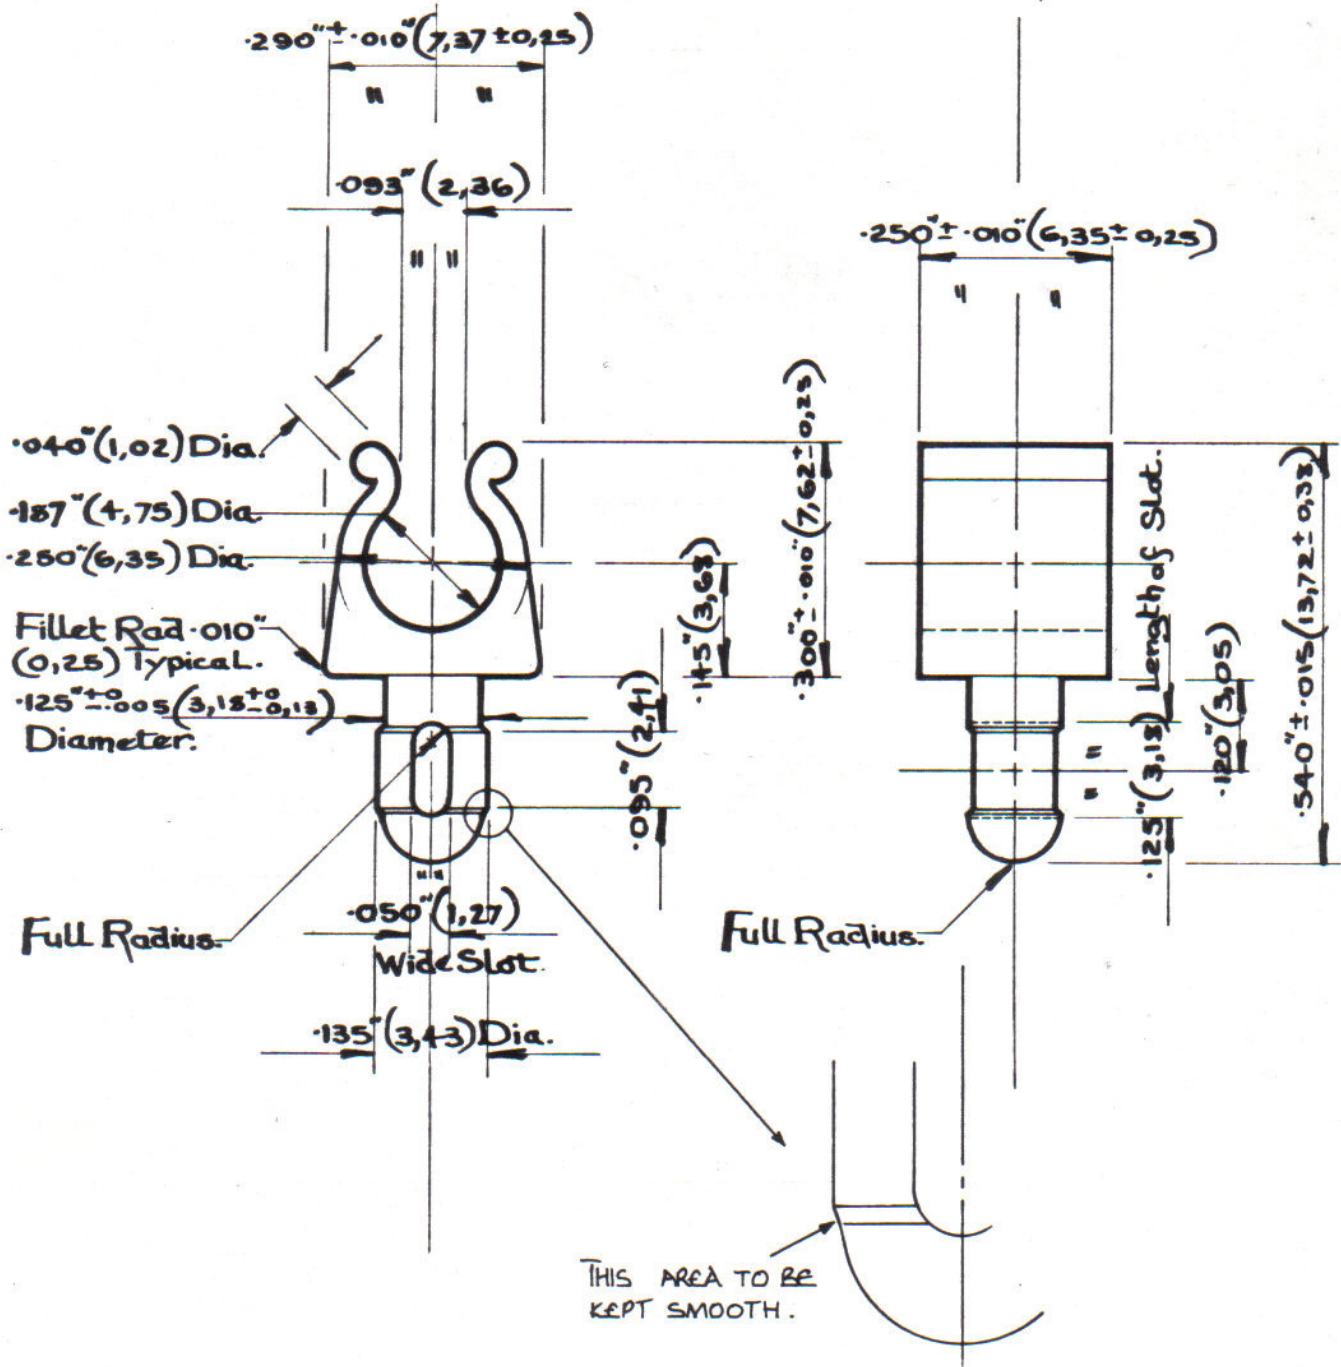 .290"±.010"(7,37±0,25)
" "
.093"(2,36)
" "
.250"±.010"(6,35±0,25)
" "
.040"(1,02) Dia.
.187"(4,75) Dia.
.250"(6,35) Dia.
Fillet Rad .010"
(0,25) Typical.
.125"+0-.005(3,18+0-0,13)
Diameter.
.145"(3,68)
.300"±.010"(7,62±0,25)
.095"(2,41)
.125"(3,18) Length of Slot.
" "
.120"(3,05)
.540"±.015(13,72±0,38)
" "
.050"(1,27)
Wide Slot.
Full Radius.
Full Radius.
.135"(3,43) Dia.
THIS AREA TO BE
KEPT SMOOTH.